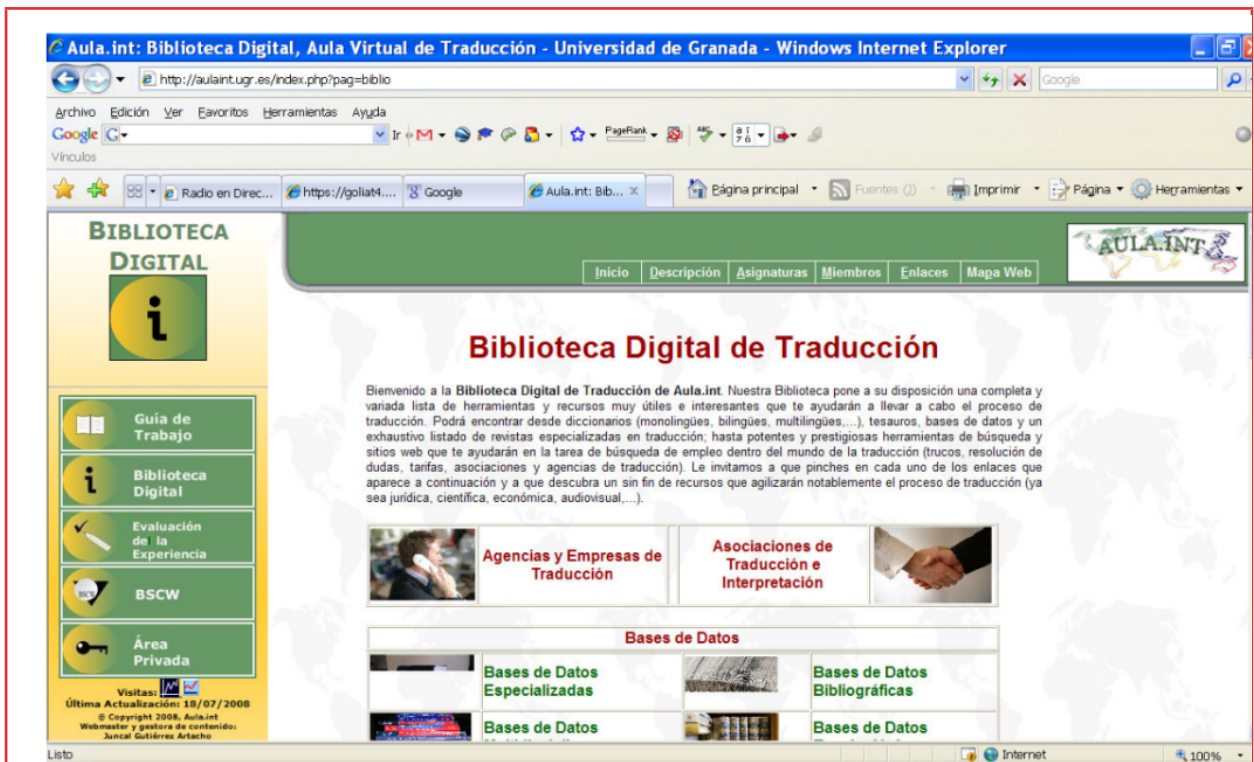 Aula.int: Biblioteca Digital, Aula Virtual de Traducción - Universidad de Granada - Windows Internet Explorer
http://aulaint.ugr.es/index.php?pag=biblio
Google
Archivo Edición Ver Favoritos Herramientas Ayuda
Google G Ir PageRank
Vínculos
Radio en Direc... https://goliat4.... Google Aula.int: Bib... Página principal Fuentes (J) Imprimir Página Herramientas
BIBLIOTECA
DIGITAL
i
Inicio Descripción Asignaturas Miembros Enlaces Mapa Web
AULA.INT
Biblioteca Digital de Traducción
Bienvenido a la Biblioteca Digital de Traducción de Aula.int. Nuestra Biblioteca pone a su disposición una completa y
variada lista de herramientas y recursos muy útiles e interesantes que te ayudarán a llevar a cabo el proceso de
traducción. Podrá encontrar desde diccionarios (monolingües, bilingües, multilingües,...), tesauros, bases de datos y un
exhaustivo listado de revistas especializadas en traducción; hasta potentes y prestigiosas herramientas de búsqueda y
sitios web que te ayudarán en la tarea de búsqueda de empleo dentro del mundo de la traducción (trucos, resolución de
dudas, tarifas, asociaciones y agencias de traducción). Le invitamos a que pinches en cada uno de los enlaces que
aparece a continuación y a que descubra un sin fin de recursos que agilizarán notablemente el proceso de traducción (ya
sea jurídica, científica, económica, audiovisual,...).
Guía de
Trabajo
i
Biblioteca
Digital
Evaluación
de la
Experiencia
BSCW
Área
Privada
Visitas:
Última Actualización: 18/07/2008
© Copyright 2008, Aula.int
Webmaster y gestora de contenido:
Juncal Gutiérrez Artacho
Agencias y Empresas de
Traducción
Asociaciones de
Traducción e
Interpretación
Bases de Datos
Bases de Datos
Especializadas
Bases de Datos
Bibliográficas
Bases de Datos
Bases de Datos
Listo
Internet
100%